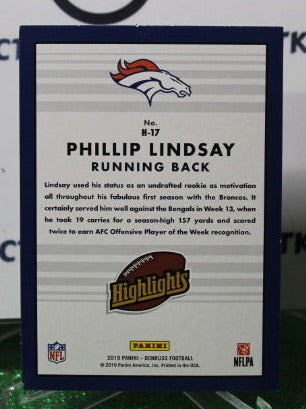 No.
H-17
PHILLIP LINDSAY
RUNNING BACK
Lindsay used his status as an undrafted rookie as motivation
all throughout his fabulous first season with the Broncos. It
certainly served him well against the Bengals in Week 13, when
he took 19 carries for a season-high 157 yards and scored
twice to earn AFC Offensive Player of the Week recognition.
Highlights
PANINI
NFL
NFLPA
2019 PANINI - DONRUSS FOOTBALL
© 2019 Panini America, Inc. Printed in the USA.